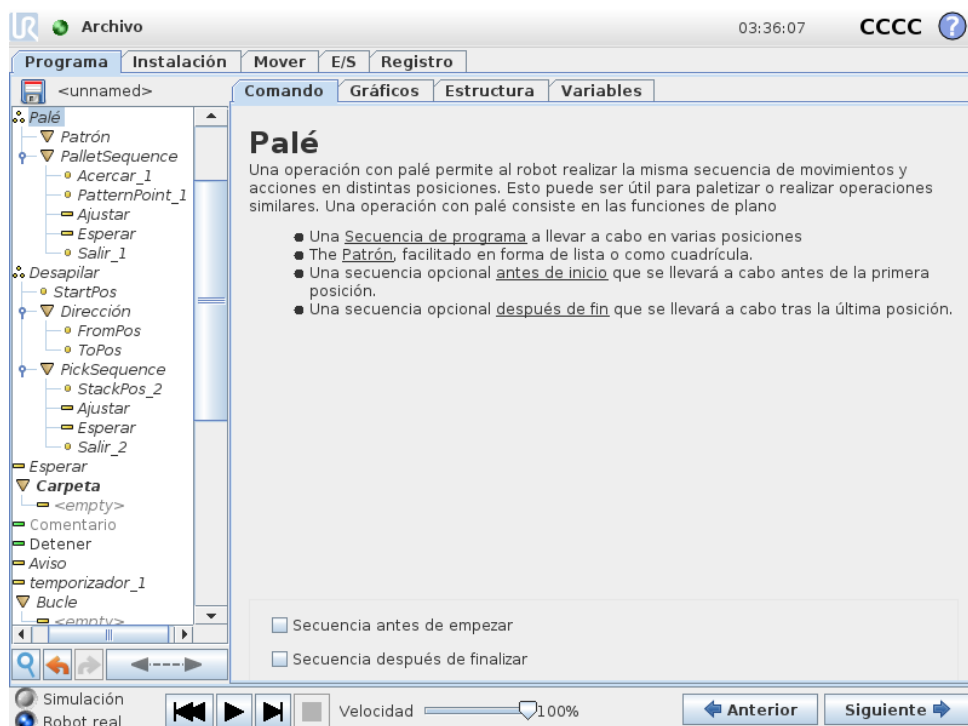 UR Archivo 03:36:07 CCCC ?
Programa Instalación Mover E/S Registro
<unnamed>
Comando Gráficos Estructura Variables
Palé
Patrón
PalletSequence
Acercar_1
PatternPoint_1
Ajustar
Esperar
Salir_1
Desapilar
StartPos
Dirección
FromPos
ToPos
PickSequence
StackPos_2
Ajustar
Esperar
Salir_2
Esperar
Carpeta
<empty>
Comentario
Detener
Aviso
temporizador_1
Bucle
<empty>
Palé
Una operación con palé permite al robot realizar la misma secuencia de movimientos y
acciones en distintas posiciones. Esto puede ser útil para paletizar o realizar operaciones
similares. Una operación con palé consiste en las funciones de plano
Una Secuencia de programa a llevar a cabo en varias posiciones
The Patrón, facilitado en forma de lista o como cuadrícula.
Una secuencia opcional antes de inicio que se llevará a cabo antes de la primera
posición.
Una secuencia opcional después de fin que se llevará a cabo tras la última posición.
Secuencia antes de empezar
Secuencia después de finalizar
Simulación
Robot real
Velocidad 100%
Anterior Siguiente